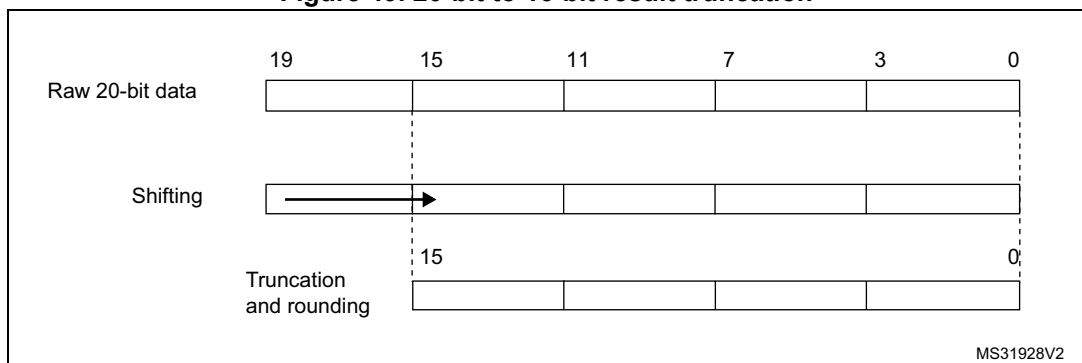 Figure 40. 20-bit to 16-bit result truncation
19 15 11 7 3 0
Raw 20-bit data
Shifting
15 0
Truncation
and rounding
MS31928V2